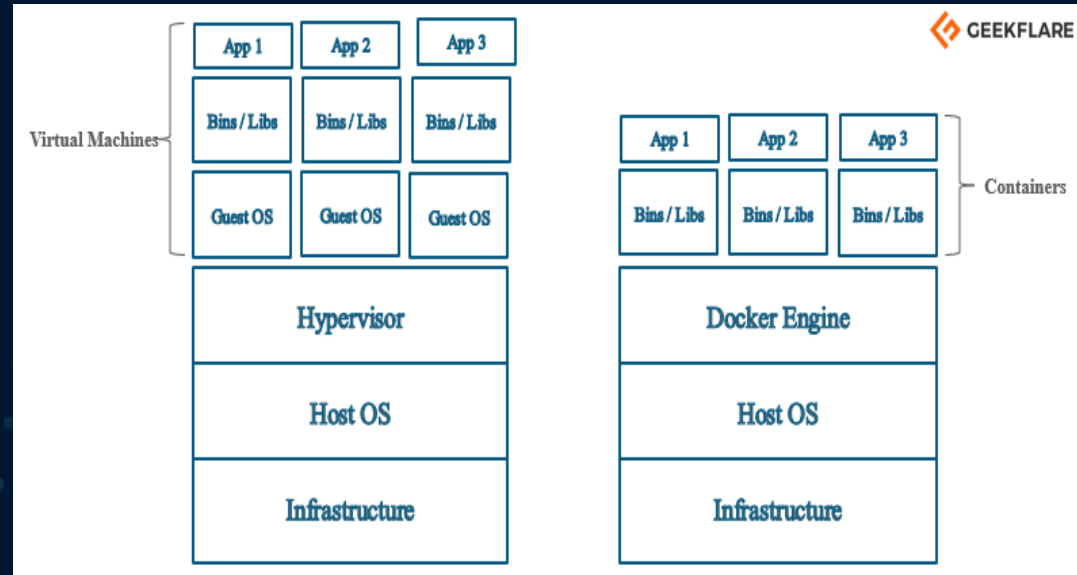 GEEKFLARE
Virtual Machines
App 1
App 2
App 3
Bins / Libs
Bins / Libs
Bins / Libs
Guest OS
Guest OS
Guest OS
Hypervisor
Host OS
Infrastructure
App 1
App 2
App 3
Bins / Libs
Bins / Libs
Bins / Libs
Containers
Docker Engine
Host OS
Infrastructure